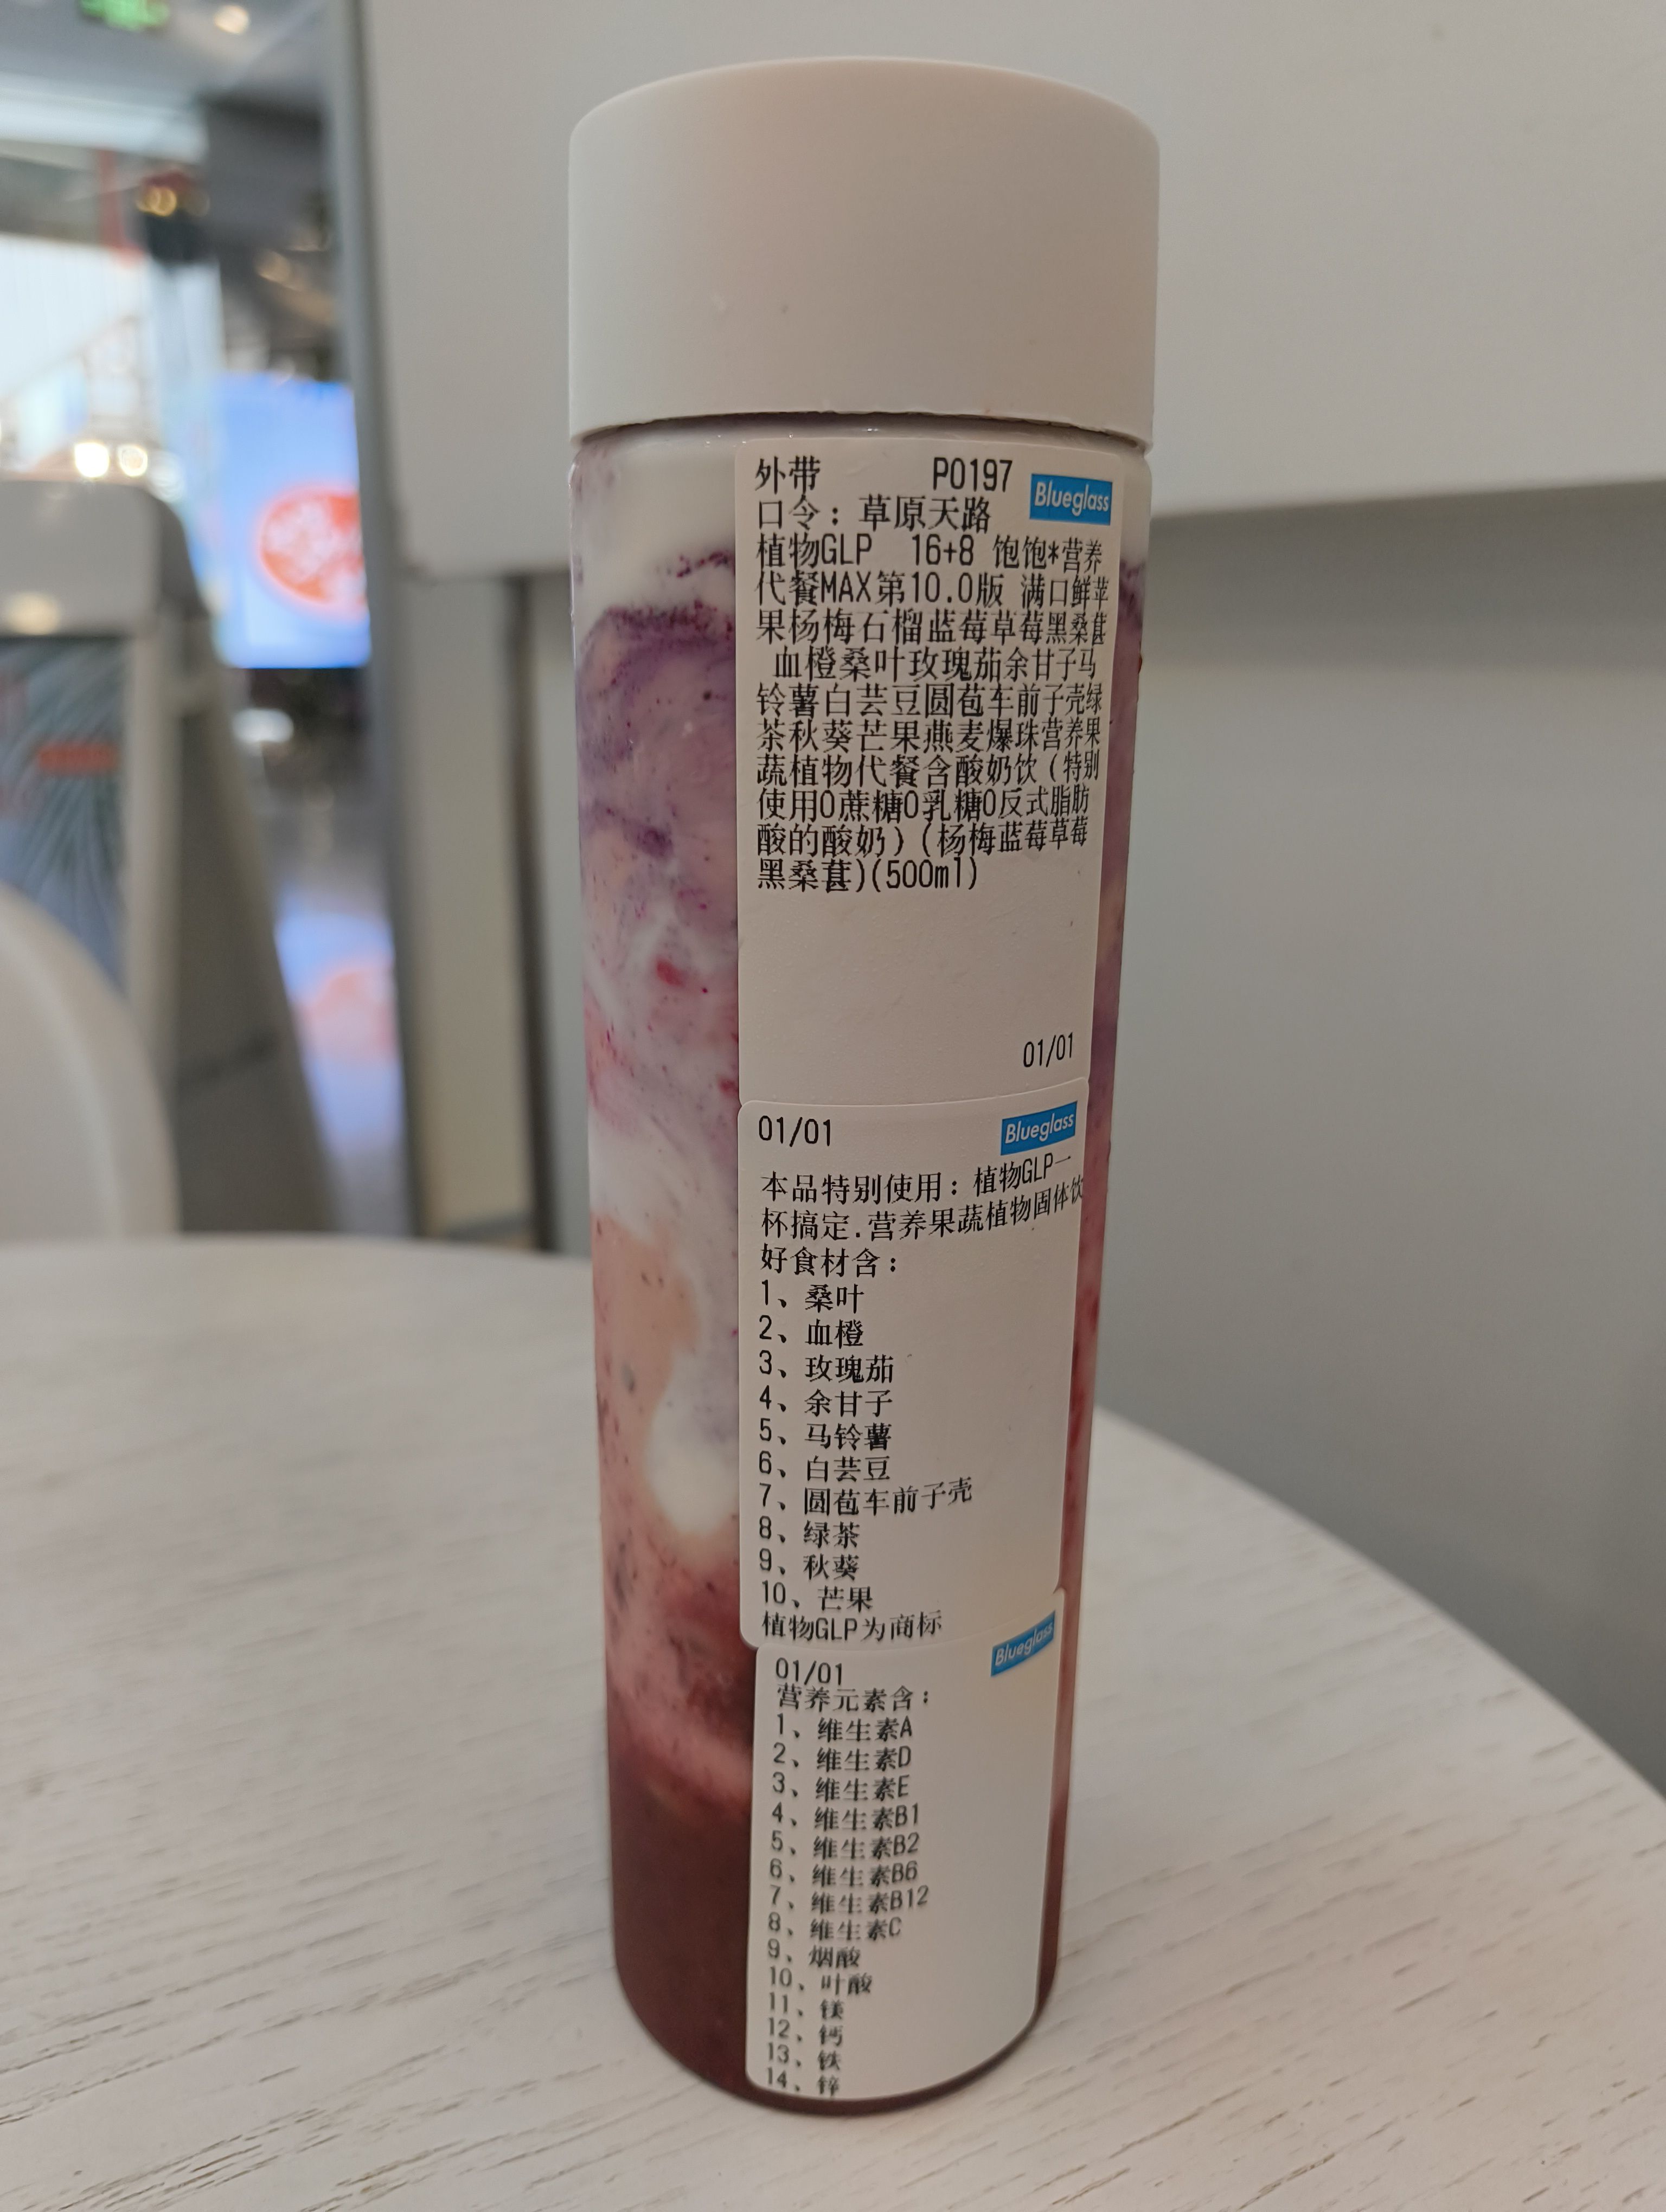 外带 P0197
Blueglass
口令：草原天路
植物GLP 16+8 饱饱*营养
代餐MAX第10.0版 满口鲜苹
果杨梅石榴蓝莓草莓黑桑葚
血橙桑叶玫瑰茄余甘子马
铃薯白芸豆圆苞车前子壳绿
茶秋葵芒果燕麦爆珠营养果
蔬植物代餐含酸奶饮（特别
使用0蔗糖0乳糖0反式脂肪
酸的酸奶）（杨梅蓝莓草莓
黑桑葚)(500ml)
01/01
01/01
Blueglass
本品特别使用：植物GLP一
杯搞定.营养果蔬植物固体饮
好食材含：
1、桑叶
2、血橙
3、玫瑰茄
4、余甘子
5、马铃薯
6、白芸豆
7、圆苞车前子壳
8、绿茶
9、秋葵
10、芒果
植物GLP为商标
Blueglass
01/01
营养元素含：
1、维生素A
2、维生素D
3、维生素E
4、维生素B1
5、维生素B2
6、维生素B6
7、维生素B12
8、维生素C
9、烟酸
10、叶酸
11、镁
12、钙
13、铁
14、锌